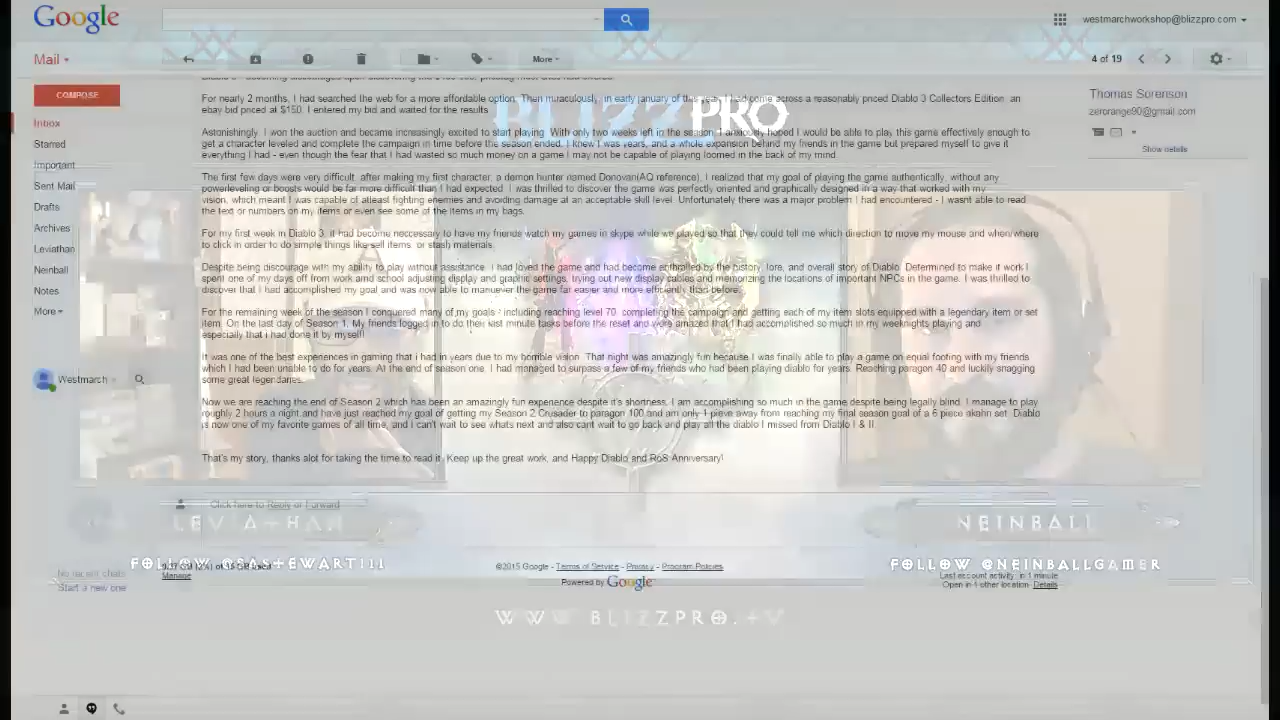 Google
westmarchworkshop@blizzpro.com
Mail
More
4 of 19
COMPOSE
Thomas Sorenson
zerorange90@gmail.com
Show details
Inbox
Starred
Important
Sent Mail
Drafts
Archives
Leviathan
Neinball
Notes
More
Westmarch
BLIZZPRO
For nearly 2 months, I had searched the web for a more affordable option. Then miraculously, in early january of this year I had come across a reasonably priced Diablo 3 Collectors Edition an
ebay bid priced at $150. I entered my bid and waited for the results.
Astonishingly, I won the auction and became increasingly excited to start playing. With only two weeks left in the season, I anxiously hoped I would be able to play this game effectively enough to
get a character leveled and complete the campaign in time before the season ended. I knew I was years, and a whole expansion behind my friends in the game but prepared myself to give it
everything I had - even though the fear that I had wasted so much money on a game I may not be capable of playing loomed in the back of my mind.
The first few days were very difficult, after making my first character, a demon hunter named Donovan(AQ reference), I realized that my goal of playing the game authentically, without any
powerleveling or boosts would be far more difficult than I had expected. I was thrilled to discover the game was perfectly oriented and graphically designed in a way that worked with my
vision, which meant I was capable of atleast fighting enemies and avoiding damage at an acceptable skill level. Unfortunately there was a major problem I had encountered - I wasnt able to read
the text or numbers on my items or even see some of the items in my bags.
For my first week in Diablo 3, it had become neccessary to have my friends watch my games in skype while we played so that they could tell me which direction to move my mouse and when/where
to click in order to do simple things like sell items, or stash materials.
Despite being discourage with my ability to play without assistance, I had loved the game and had become enthralled by the history, lore, and overall story of Diablo. Determined to make it work I
spent one of my days off from work and school adjusting display and graphic settings, trying out new display cables and memorizing the locations of important NPCs in the game. I was thrilled to
discover that I had accomplished my goal and was now able to manuever the game far easier and more efficiently than before.
For the remaining week of the season I conquered many of my goals - including reaching level 70, completing the campaign and getting each of my item slots equipped with a legendary item or set
item. On the last day of Season 1, My friends logged in to do their last minute tasks before the reset and were amazed that I had accomplished so much in my weeknights playing and
especially that i had done it by myself!
It was one of the best experiences in gaming that i had in years due to my horrible vision. That night was amazingly fun because I was finally able to play a game on equal footing with my friends
which I had been unable to do for years. At the end of season one, I had managed to surpass a few of my friends who had been playing diablo for years. Reaching paragon 40 and luckily snagging
some great legendaries.
Now we are reaching the end of Season 2 which has been an amazingly fun experience despite it's shortness. I am accomplishing so much in the game despite being legally blind. I manage to play
roughly 2 hours a night and have just reached my goal of getting my Season 2 Crusader to paragon 100 and am only 1 pieve away from reaching my final season goal of a 6 piece akahn set. Diablo
is now one of my favorite games of all time, and I can't wait to see whats next and also cant wait to go back and play all the diablo I missed from Diablo I & II.
That's my story, thanks alot for taking the time to read it. Keep up the great work, and Happy Diablo and RoS Anniversary!
Click here to Reply or Forward
LEVIATHAN
NEINBALL
FOLLOW @PASTEWART111
FOLLOW @NEINBALLGAMER
No recent chats
Start a new one
Manage
©2015 Google - Terms of Service - Privacy - Program Policies
Powered by Google
Last account activity: in 1 minute
Open in 1 other location Details
WWW.BLIZZPRO.TV